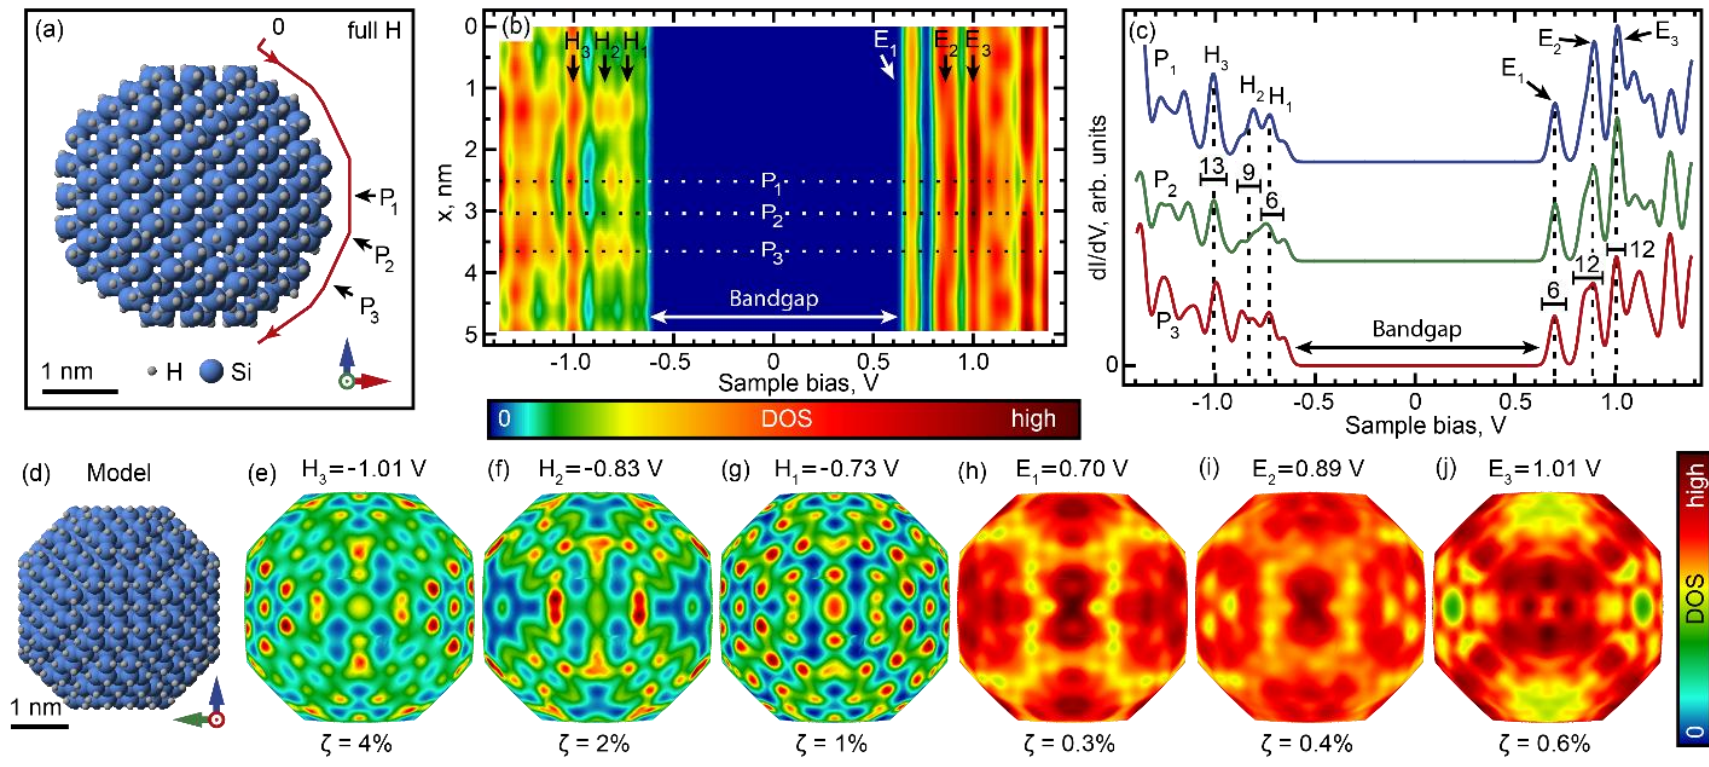 (a)
0
full H
P1
P2
P3
1 nm
H
Si
(b)
H3
H2
H1
E1
E2
E3
P1
P2
P3
Bandgap
x, nm
0
1
2
3
4
5
-1.0
-0.5
0
0.5
1.0
Sample bias, V
0
DOS
high
(c)
P1
H3
H2
H1
E1
E2
E3
P2
13
9
6
P3
6
12
12
Bandgap
dI/dV, arb. units
0
-1.0
-0.5
0
0.5
1.0
Sample bias, V
(d)
Model
1 nm
(e)
H3=-1.01 V
ζ = 4%
(f)
H2=-0.83 V
ζ = 2%
(g)
H1=-0.73 V
ζ = 1%
(h)
E1=0.70 V
ζ = 0.3%
(i)
E2=0.89 V
ζ = 0.4%
(j)
E3=1.01 V
ζ = 0.6%
high
DOS
0